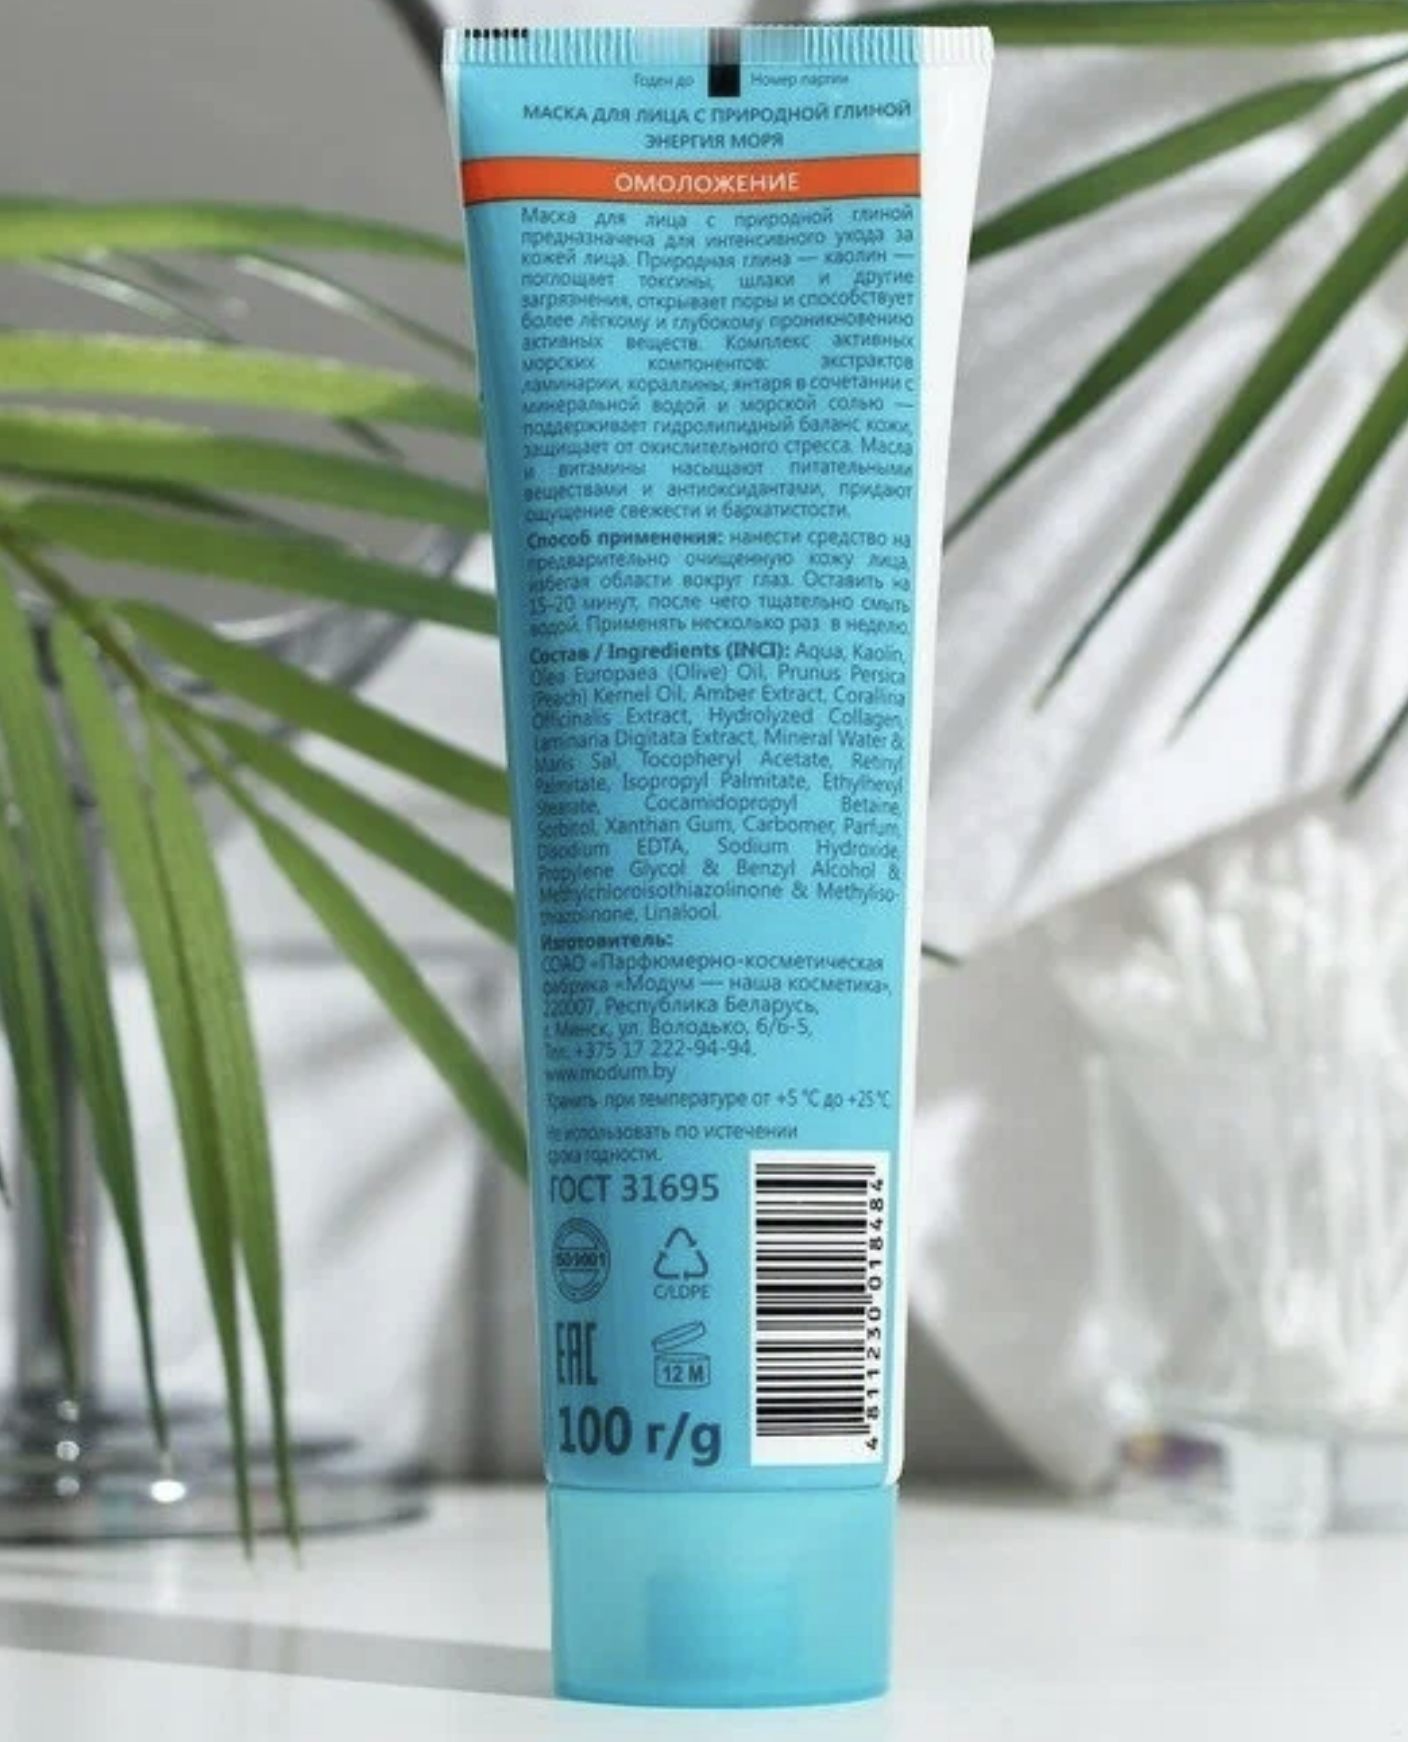 Годен до
Номер партии
МАСКА ДЛЯ ЛИЦА С ПРИРОДНОЙ ГЛИНОЙ
ЭНЕРГИЯ МОРЯ
ОМОЛОЖЕНИЕ
Маска для лица с природной глиной
предназначена для интенсивного ухода за
кожей лица. Природная глина — каолин —
поглощает токсины, шлаки и другие
загрязнения, открывает поры и способствует
более лёгкому и глубокому проникновению
активных веществ. Комплекс активных
морских компонентов: экстрактов
ламинарии, кораллины, янтаря в сочетании с
минеральной водой и морской солью —
поддерживает гидролипидный баланс кожи,
защищает от окислительного стресса. Масла
и витамины насыщают питательными
веществами и антиоксидантами, придают
ощущение свежести и бархатистости.
Способ применения: нанести средство на
предварительно очищенную кожу лица,
избегая области вокруг глаз. Оставить на
15-20 минут, после чего тщательно смыть
водой. Применять несколько раз в неделю.
Состав / Ingredients (INCI): Aqua, Kaolin,
Olea Europaea (Olive) Oil, Prunus Persica
(Peach) Kernel Oil, Amber Extract, Corallina
Officinalis Extract, Hydrolyzed Collagen,
Laminaria Digitata Extract, Mineral Water &
Maris Sal, Tocopheryl Acetate, Retinyl
Palmitate, Isopropyl Palmitate, Ethylhexyl
Stearate, Cocamidopropyl Betaine,
Sorbitol, Xanthan Gum, Carbomer, Parfum,
Disodium EDTA, Sodium Hydroxide,
Propylene Glycol & Benzyl Alcohol &
Methylchloroisothiazolinone & Methyliso-
thiazolinone, Linalool.
Изготовитель:
СОАО «Парфюмерно-косметическая
фабрика «Модум — наша косметика»,
220007, Республика Беларусь,
г. Минск, ул. Володько, 6/6-5,
Тел. +375 17 222-94-94.
www.modum.by
Хранить при температуре от +5 °С до +25 °С.
Не использовать по истечении
срока годности.
ГОСТ 31695
ISO 9001
C/LDPE
EAC
12 M
100 г/g
4 811230 018484